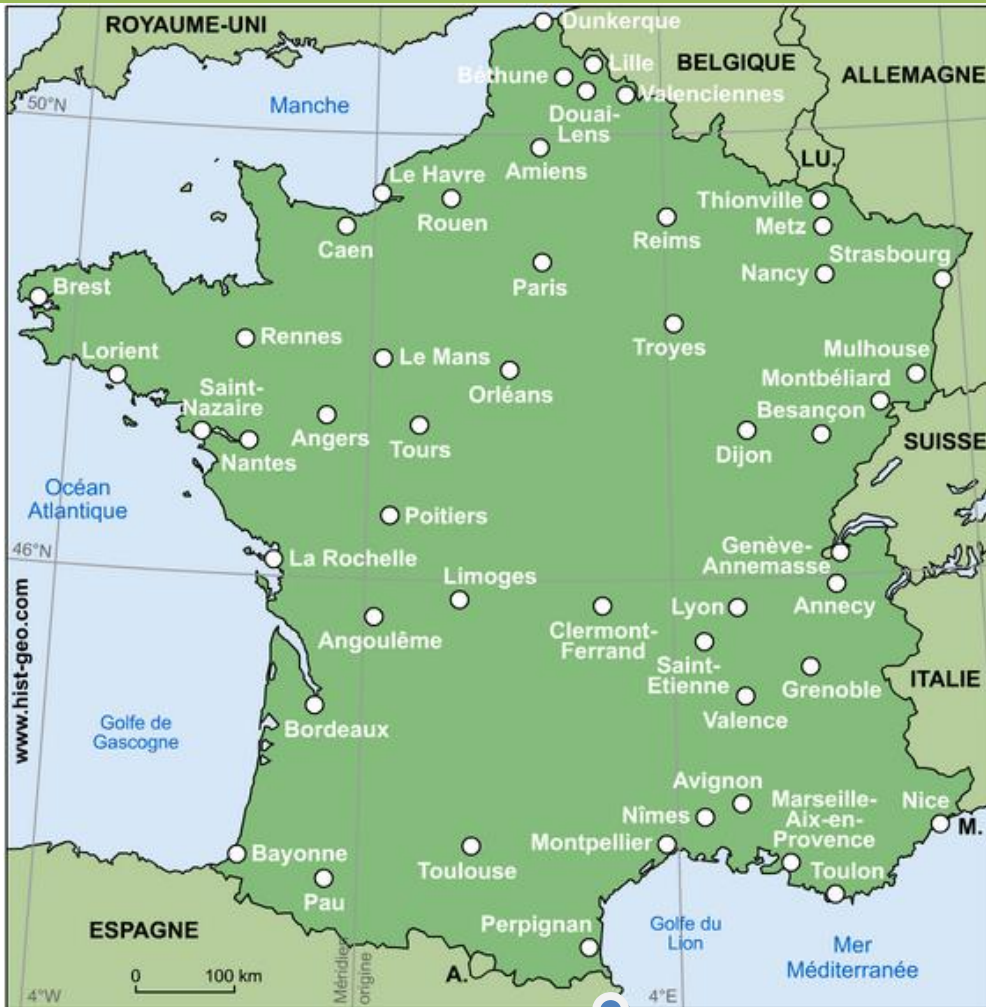 ROYAUME-UNI
Dunkerque
Lille
Béthune
BELGIQUE
ALLEMAGNE
50°N
Manche
Valenciennes
Douai-
Lens
Amiens
LU.
Le Havre
Rouen
Caen
Reims
Thionville
Metz
Strasbourg
Nancy
Paris
Brest
Rennes
Lorient
Le Mans
Troyes
Orléans
Mulhouse
Montbéliard
Besançon
Saint-
Nazaire
Nantes
Angers
Tours
Dijon
SUISSE
Océan
Atlantique
Poitiers
46°N
La Rochelle
Genève-
Annemasse
Limoges
Annecy
Lyon
Angoulême
Clermont-
Ferrand
Saint-
Etienne
Grenoble
ITALIE
Valence
Bordeaux
Golfe de
Gascogne
www.hist-geo.com
Avignon
Nîmes
Marseille-
Aix-en-
Provence
Nice
M.
Montpellier
Toulon
Bayonne
Toulouse
Pau
Perpignan
Golfe du
Lion
Mer
Méditerranée
ESPAGNE
A.
0 100 km
Méridien
origine
4°W
4°E